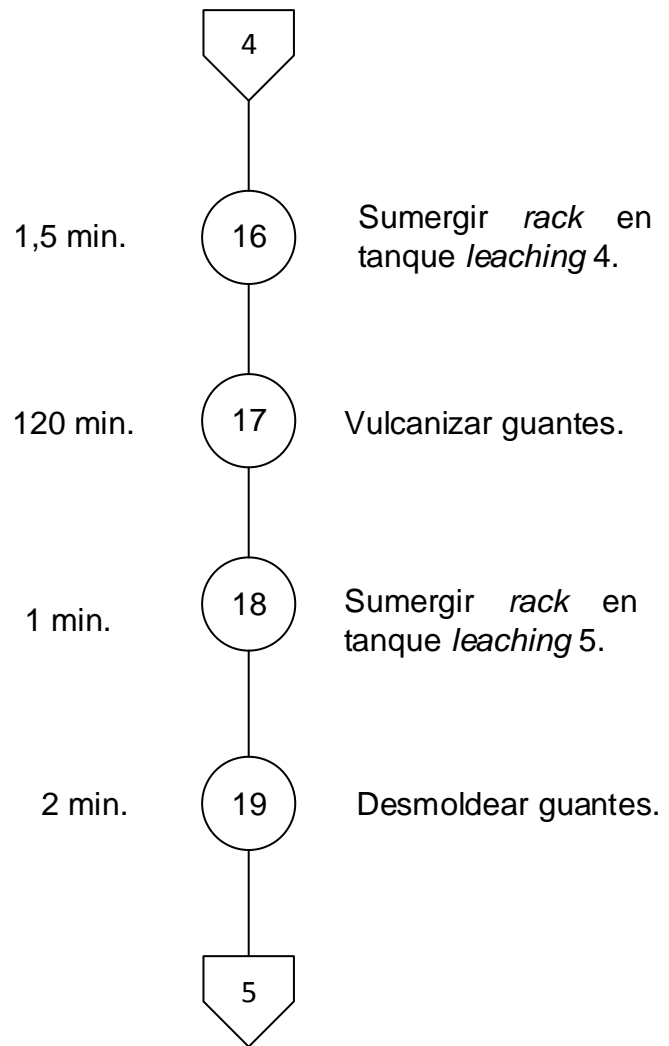 4
1,5 min.
16
Sumergir rack en
tanque leaching 4.
120 min.
17
Vulcanizar guantes.
1 min.
18
Sumergir rack en
tanque leaching 5.
2 min.
19
Desmoldear guantes.
5